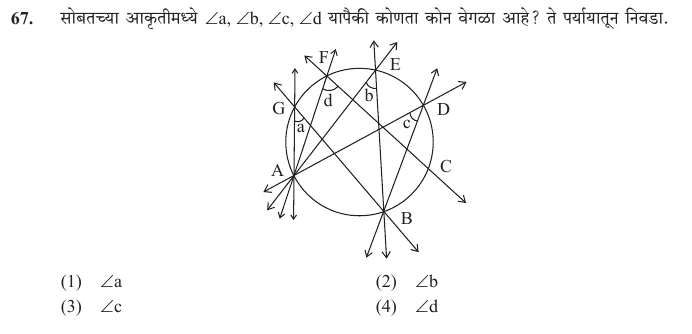 67. सोबतच्या आकृतीमध्ये ∠a, ∠b, ∠c, ∠d यापैकी कोणता कोन वेगळा आहे? ते पर्यायातून निवडा.
F
E
G
d
b
D
a
c
A
C
B
(1) ∠a (2) ∠b
(3) ∠c (4) ∠d